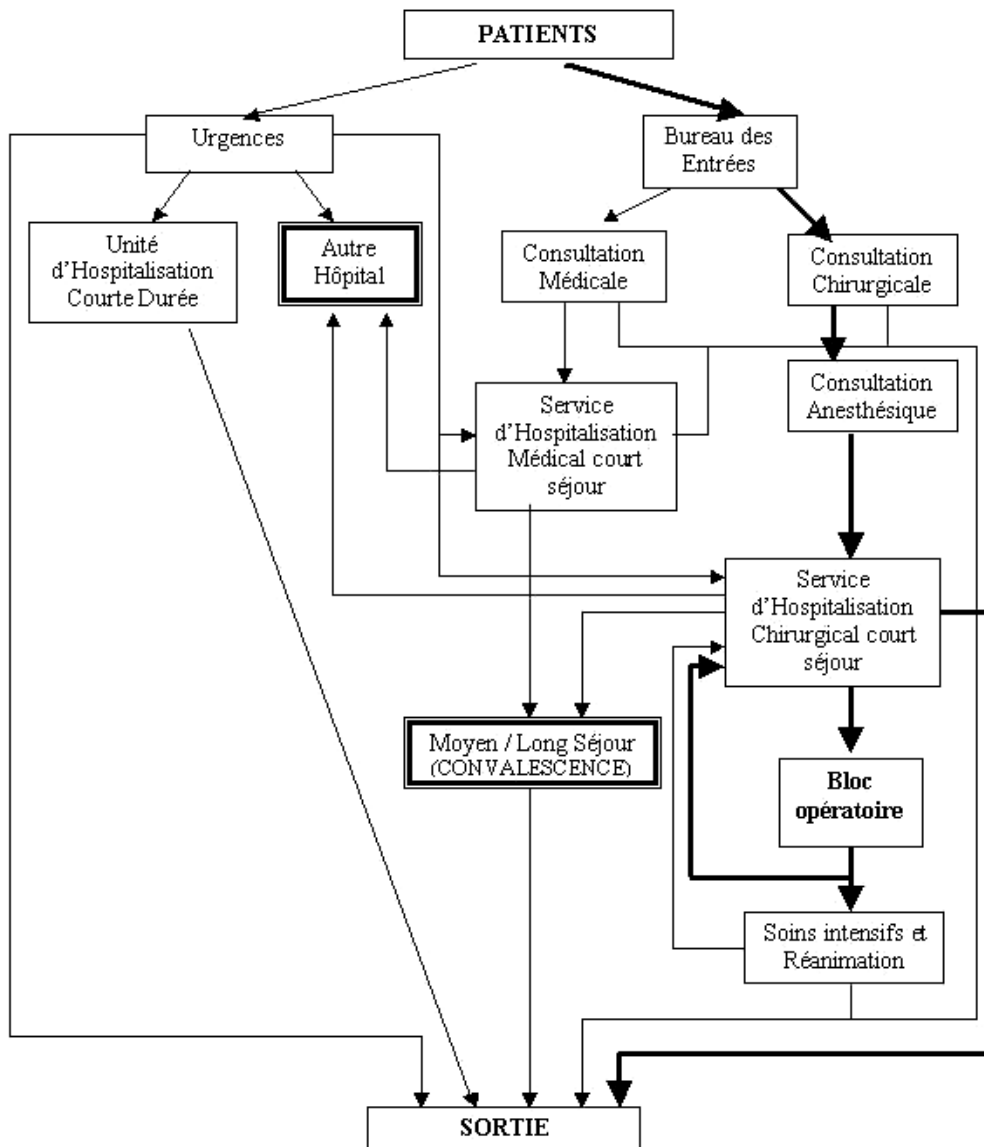 PATIENTS
Urgences
Bureau des
Entrées
Unité
d'Hospitalisation
Courte Durée
Autre
Hôpital
Consultation
Médicale
Consultation
Chirurgicale
Consultation
Anesthésique
Service
d'Hospitalisation
Médical court
séjour
Service
d'Hospitalisation
Chirurgical court
séjour
Moyen / Long Séjour
(CONVALESCENCE)
Bloc
opératoire
Soins intensifs et
Réanimation
SORTIE